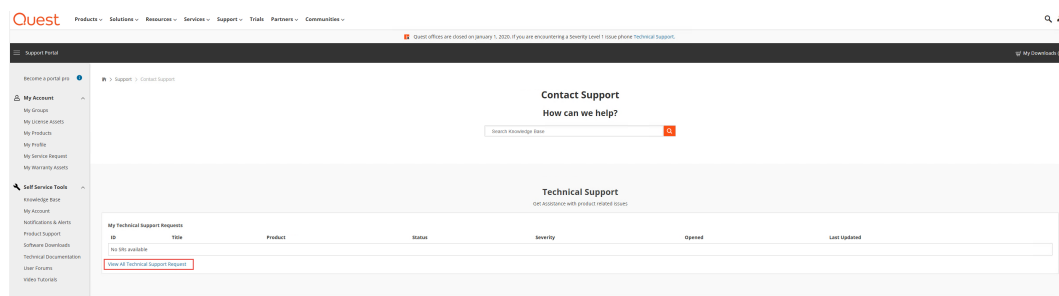 Quest
Products Solutions Resources Services Support Trials Partners Communities
Quest offices are closed on January 1, 2020. If you are encountering a Severity Level 1 issue phone Technical Support.
Support Portal
My Downloads
Become a portal pro
Support > Contact Support
My Account
My Groups
My License Assets
My Products
My Profile
My Service Request
My Warranty Assets
Self Service Tools
Knowledge Base
My Account
Notifications & Alerts
Product Support
Software Downloads
Technical Documentation
User Forums
Video Tutorials
Contact Support
How can we help?
Search Knowledge Base
Technical Support
Get Assistance with product related issues
My Technical Support Requests
ID Title Product Status Severity Opened Last Updated
No SRs available
View All Technical Support Request